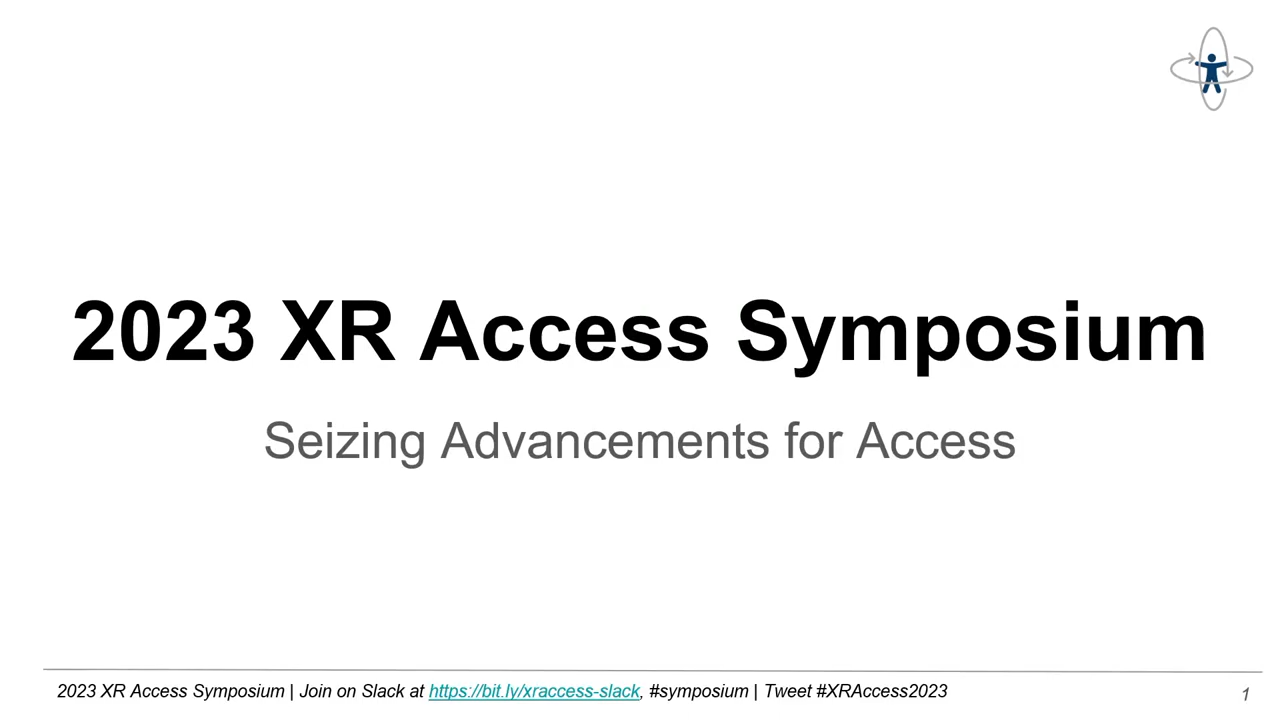 2023 XR Access Symposium
Seizing Advancements for Access
2023 XR Access Symposium | Join on Slack at https://bit.ly/xraccess-slack, #symposium | Tweet #XRAccess2023
1